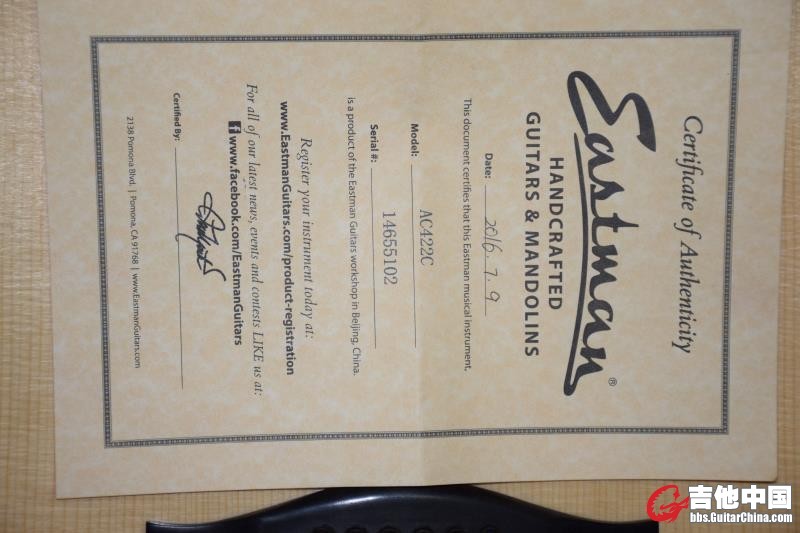 Certificate of Authenticity
Eastman®
HANDCRAFTED
GUITARS & MANDOLINS
Date: 2016.7.9
This document certifies that this Eastman musical instrument,
Model: AC422C
Serial #: 14655102
is a product of the Eastman Guitars workshop in Beijing, China.
Register your instrument today at:
www.EastmanGuitars.com/product-registration
For all of our latest news, events and contests LIKE us at:
f www.facebook.com/EastmanGuitars
Certified By:
2138 Pomona Blvd. | Pomona, CA 91768 | www.EastmanGuitars.com
吉他中国
bbs.GuitarChina.com